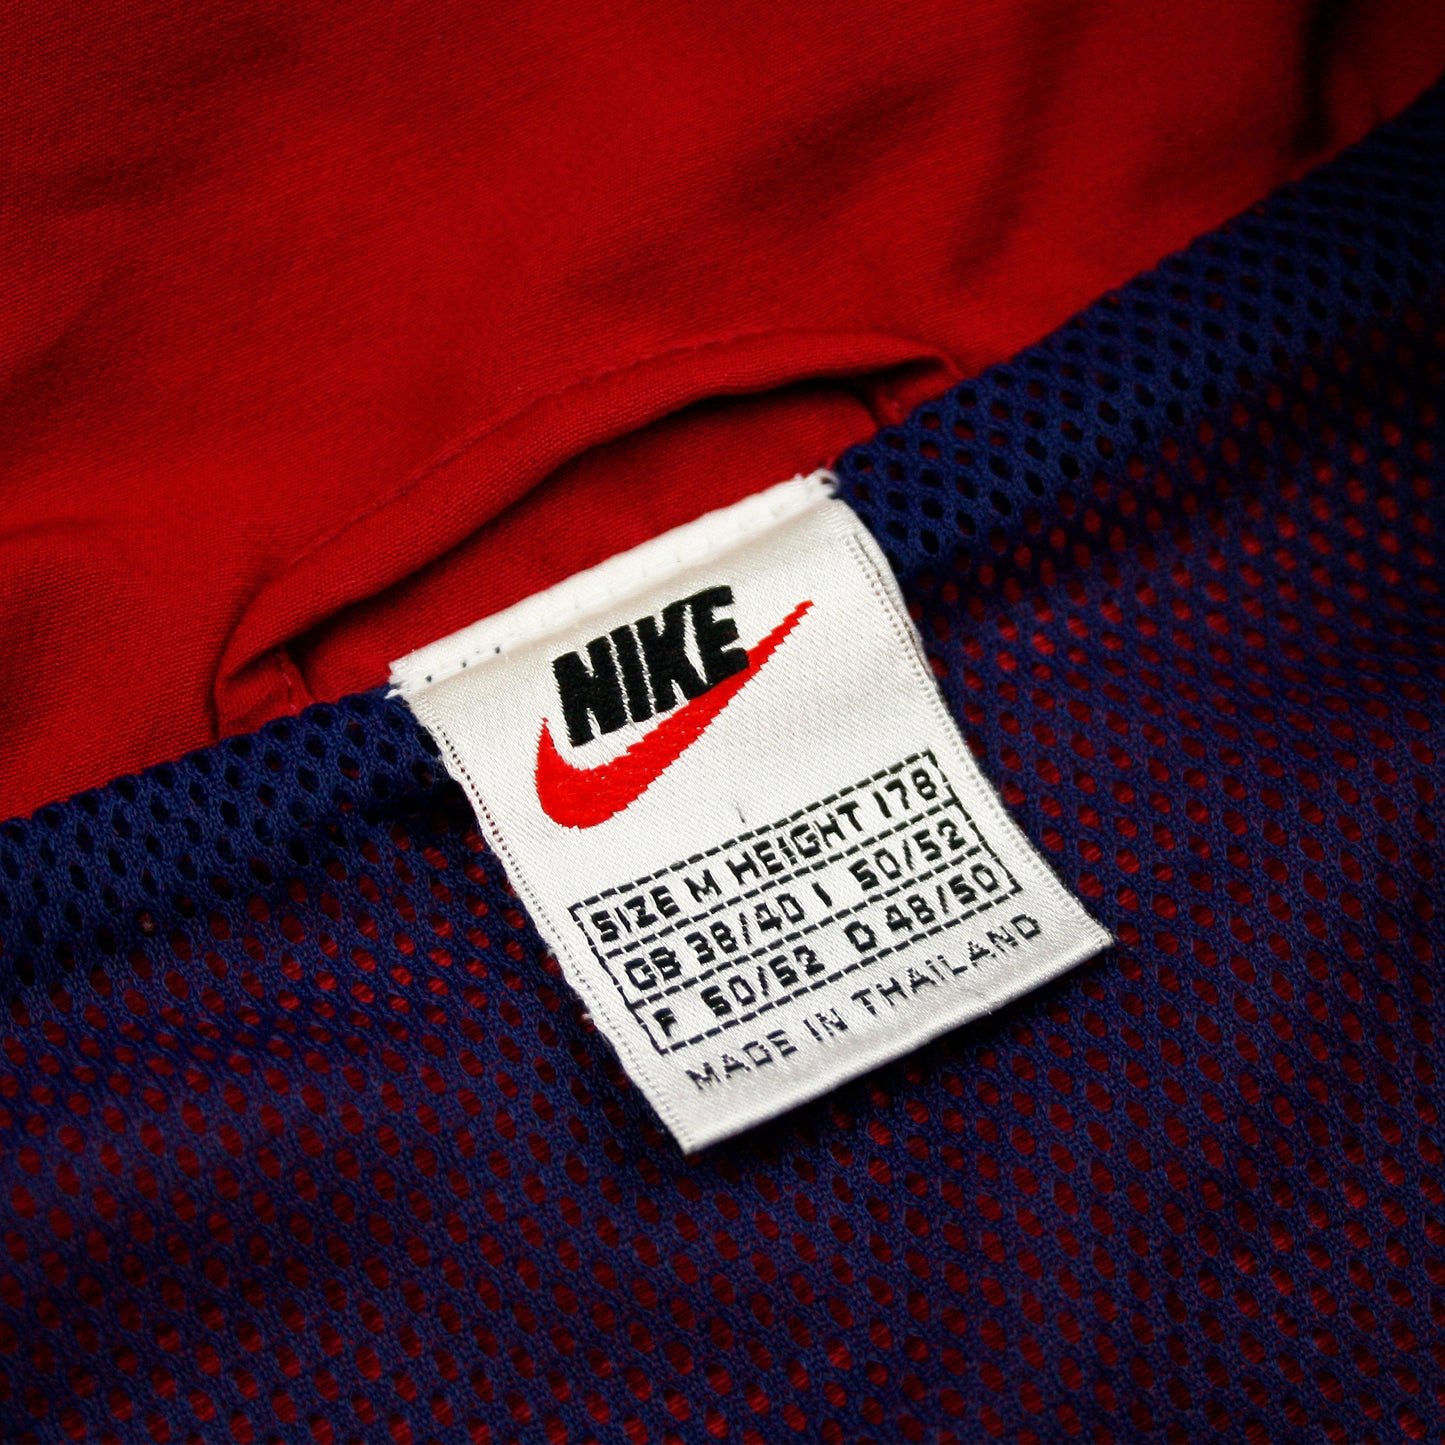 NIKE
SIZE M HEIGHT 178
GB 38/40 I 50/52
F 50/52 D 48/50
MADE IN THAILAND